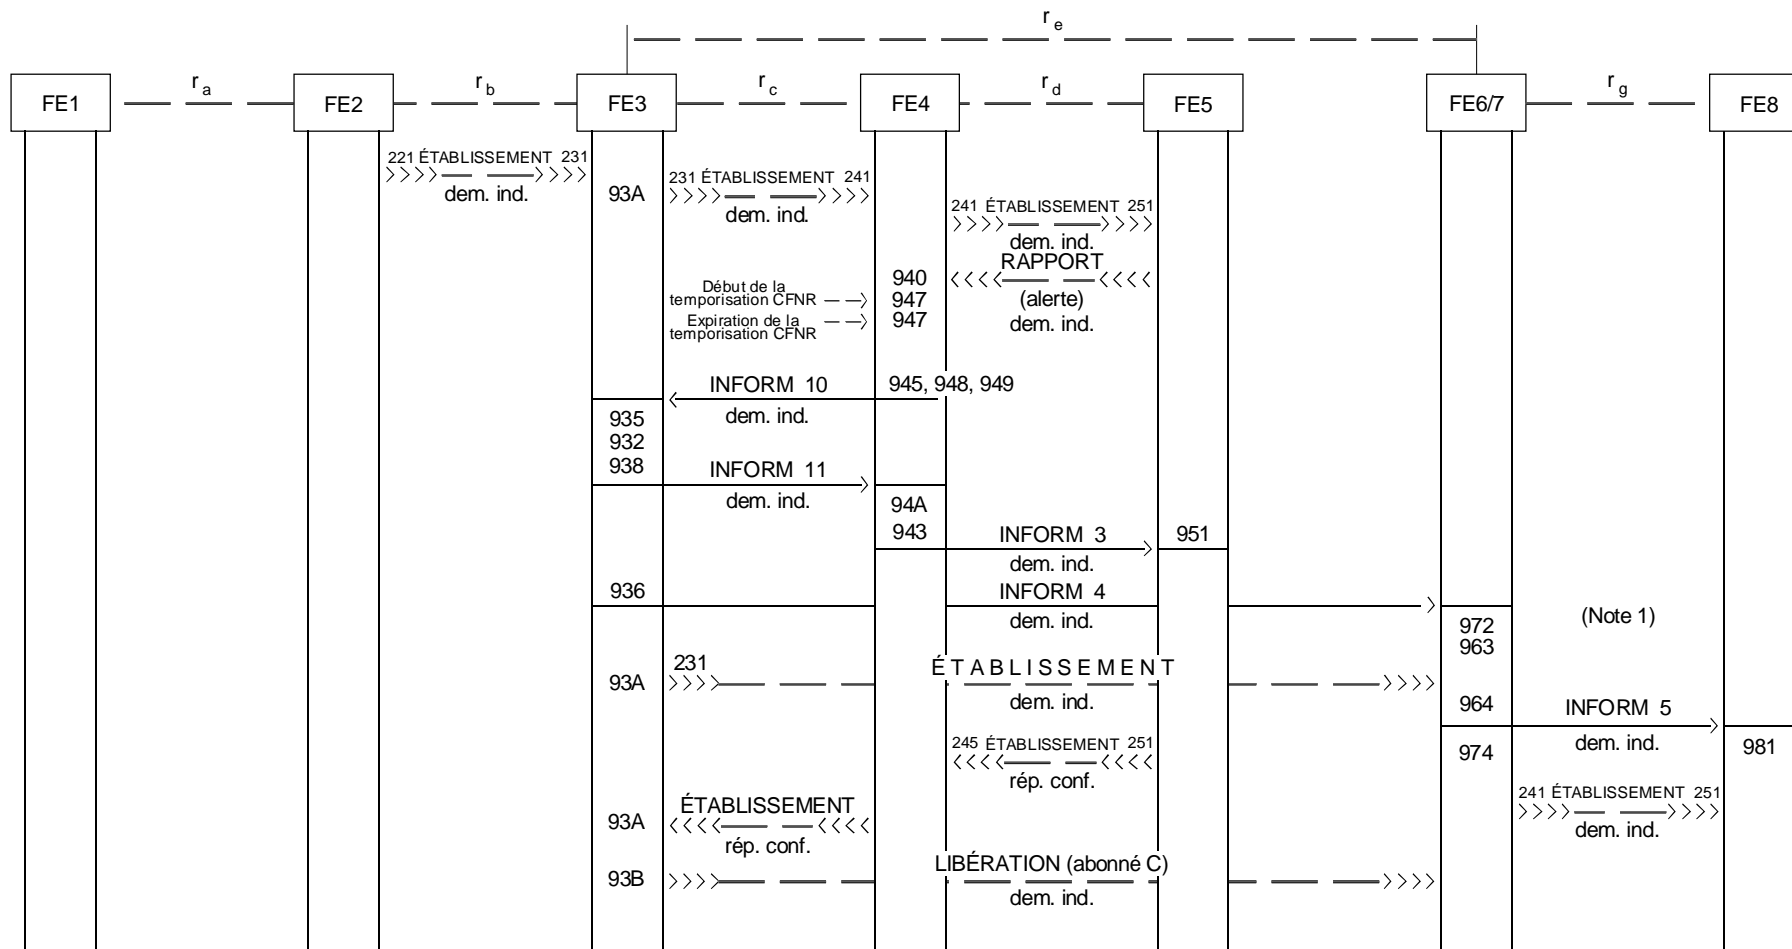 r e
r a
r b
r c
r d
r g
FE1
FE2
FE3
FE4
FE5
FE6/7
FE8
221 ÉTABLISSEMENT 231
dem. ind.
93A
231 ÉTABLISSEMENT 241
dem. ind.
241 ÉTABLISSEMENT 251
dem. ind.
RAPPORT
(alerte)
dem. ind.
940
Début de la
temporisation CFNR
947
Expiration de la
temporisation CFNR
947
INFORM 10
dem. ind.
945, 948, 949
935
932
938
INFORM 11
dem. ind.
94A
943
INFORM 3
dem. ind.
951
936
INFORM 4
dem. ind.
972
963
(Note 1)
93A
231
ÉTABLISSEMENT
dem. ind.
964
INFORM 5
dem. ind.
974
981
245 ÉTABLISSEMENT 251
rép. conf.
241 ÉTABLISSEMENT 251
dem. ind.
93A
ÉTABLISSEMENT
rép. conf.
93B
LIBÉRATION (abonné C)
dem. ind.